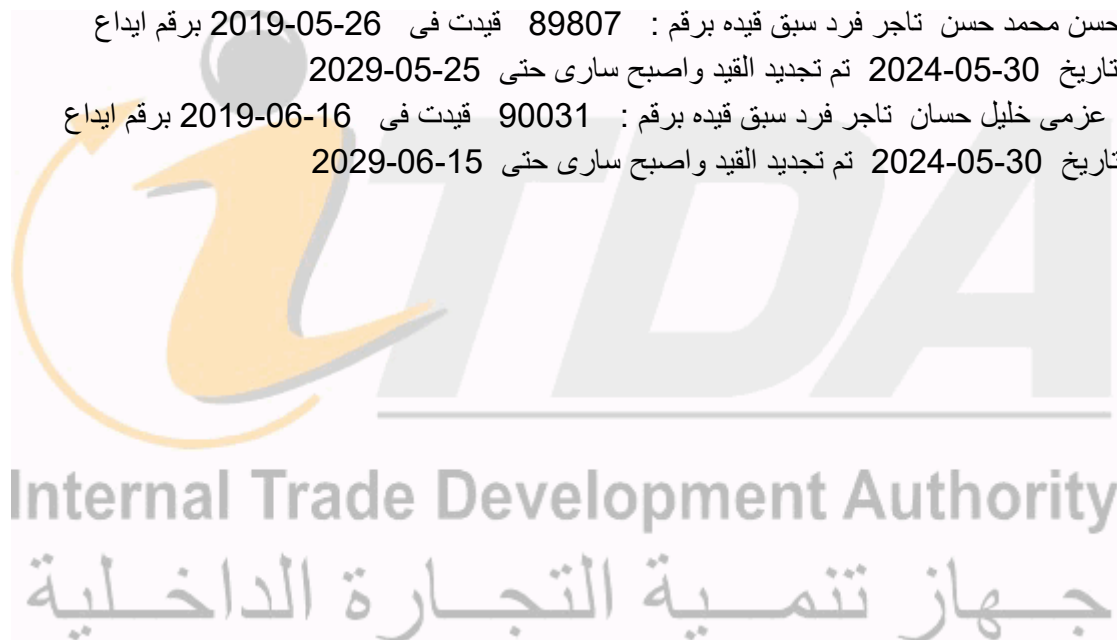 حسن محمد حسن تاجر فرد سبق قيده برقم : 89807 قيدت فى 26-05-2019 برقم ايداع
تاريخ 30-05-2024 تم تجديد القيد واصبح سارى حتى 25-05-2029
عزمى خليل حسان تاجر فرد سبق قيده برقم : 90031 قيدت فى 16-06-2019 برقم ايداع
تاريخ 30-05-2024 تم تجديد القيد واصبح سارى حتى 15-06-2029
iTDA
Internal Trade Development Authority
جهاز تنمية التجارة الداخلية